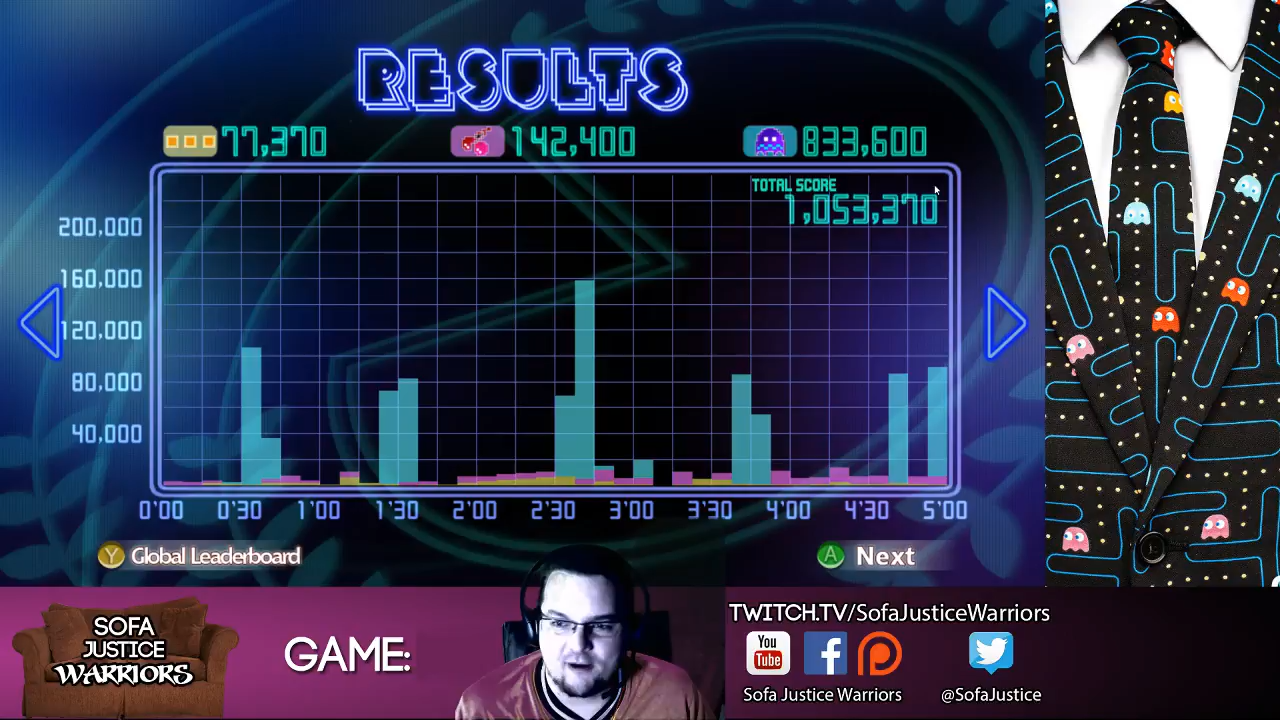 RESULTS
77,370
142,400
833,600
TOTAL SCORE
1,053,370
200,000
160,000
120,000
80,000
40,000
0'00 0'30 1'00 1'30 2'00 2'30 3'00 3'30 4'00 4'30 5'00
Y Global Leaderboard
A Next
SOFA
JUSTICE
WARRIORS
GAME:
TWITCH.TV/SofaJusticeWarriors
You
Tube
f
Sofa Justice Warriors
@SofaJustice